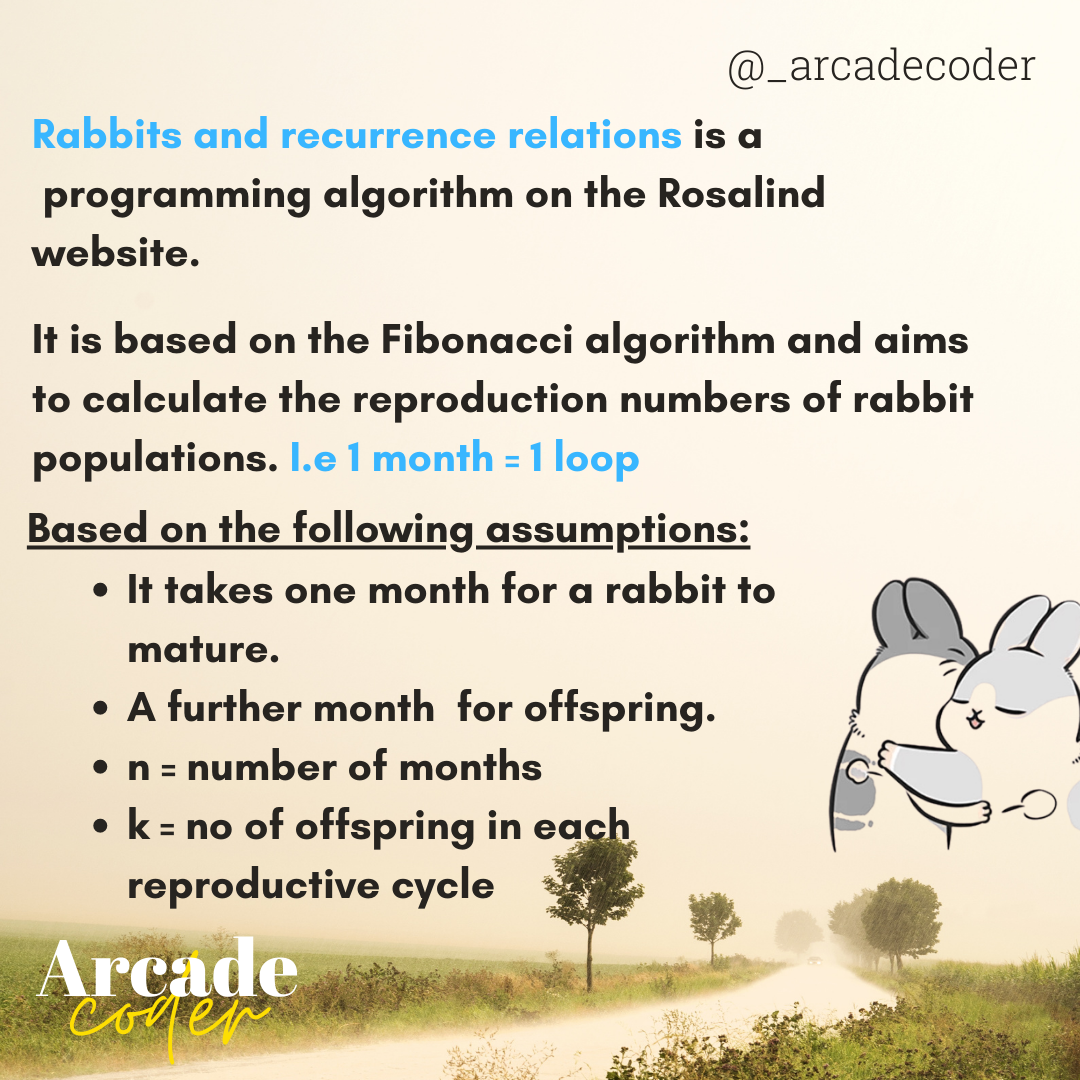 @_arcadecoder
Rabbits and recurrence relations is a
programming algorithm on the Rosalind
website.
It is based on the Fibonacci algorithm and aims
to calculate the reproduction numbers of rabbit
populations. I.e 1 month = 1 loop
Based on the following assumptions:
• It takes one month for a rabbit to
mature.
• A further month for offspring.
• n = number of months
• k = no of offspring in each
reproductive cycle
Arcade
coder